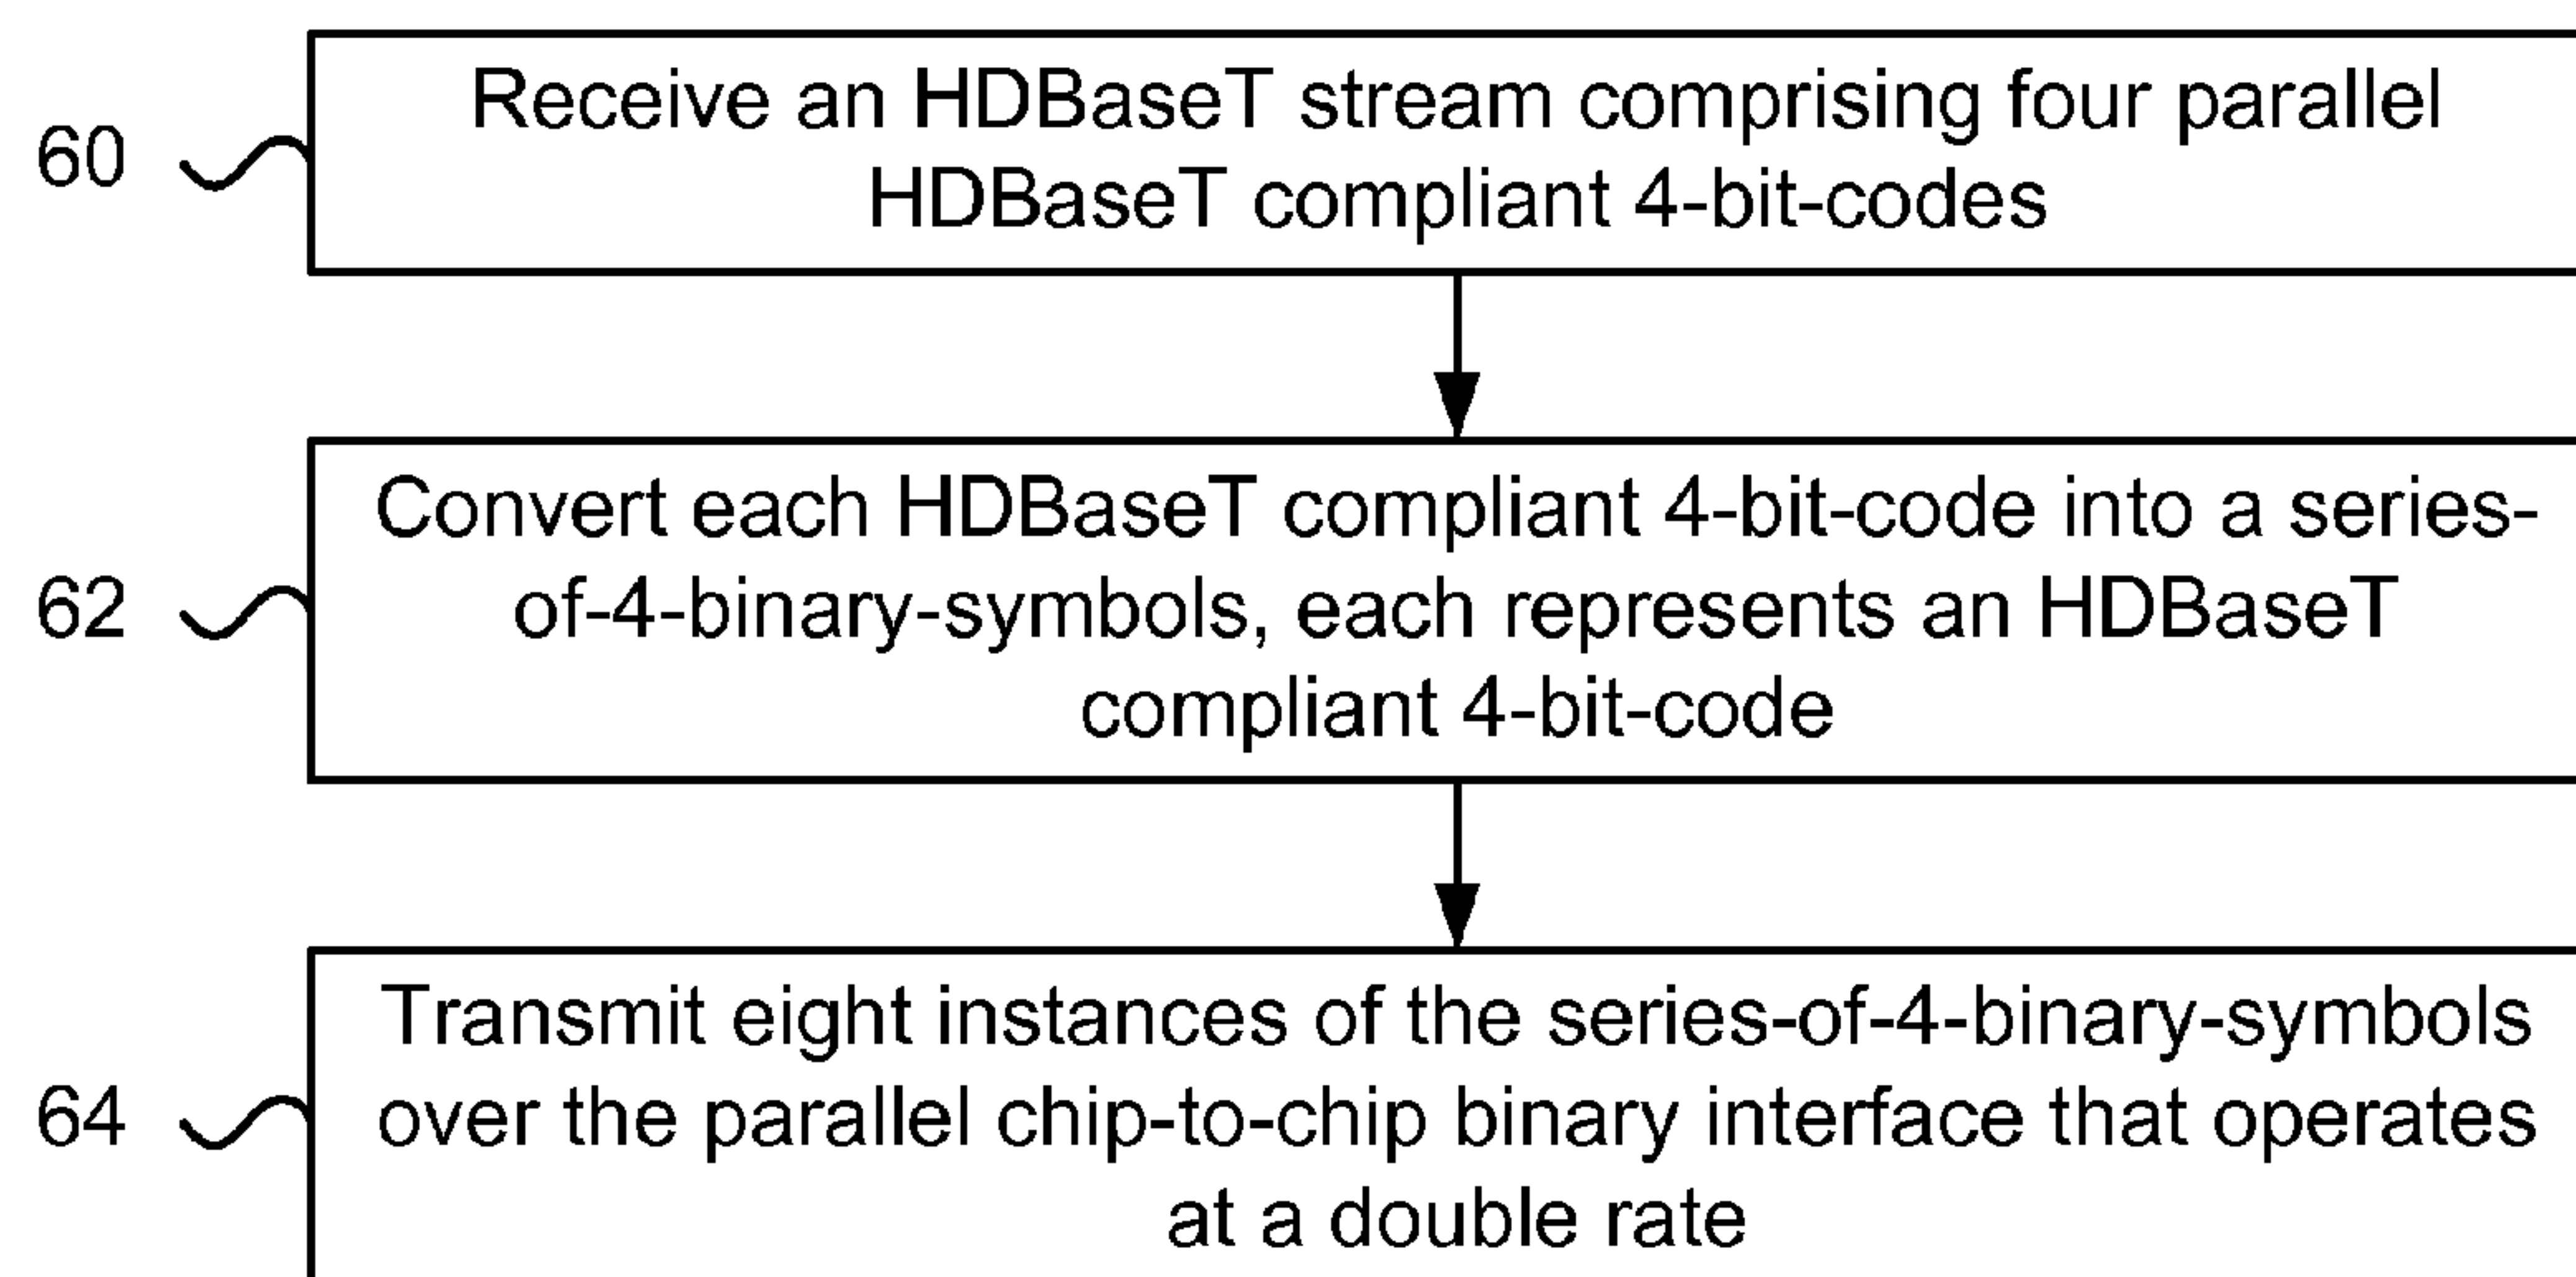 60
Receive an HDBaseT stream comprising four parallel
HDBaseT compliant 4-bit-codes
62
Convert each HDBaseT compliant 4-bit-code into a series-
of-4-binary-symbols, each represents an HDBaseT
compliant 4-bit-code
64
Transmit eight instances of the series-of-4-binary-symbols
over the parallel chip-to-chip binary interface that operates
at a double rate